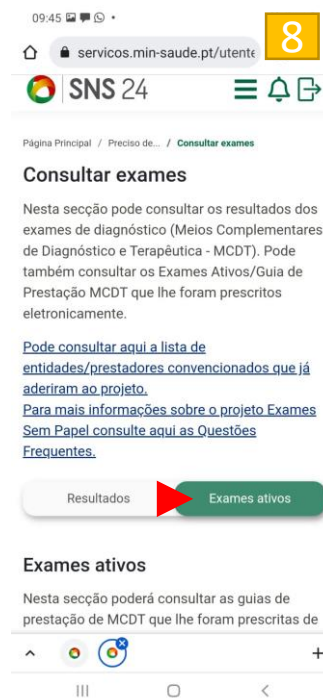 09:45
8
servicos.min-saude.pt/utente
SNS 24
Página Principal / Preciso de... / Consultar exames
Consultar exames
Nesta secção pode consultar os resultados dos
exames de diagnóstico (Meios Complementares
de Diagnóstico e Terapêutica - MCDT). Pode
também consultar os Exames Ativos/Guia de
Prestação MCDT que lhe foram prescritos
eletronicamente.
Pode consultar aqui a lista de
entidades/prestadores convencionados que já
aderiram ao projeto.
Para mais informações sobre o projeto Exames
Sem Papel consulte aqui as Questões
Frequentes.
Resultados Exames ativos
Exames ativos
Nesta secção poderá consultar as guias de
prestação de MCDT que lhe foram prescritas de